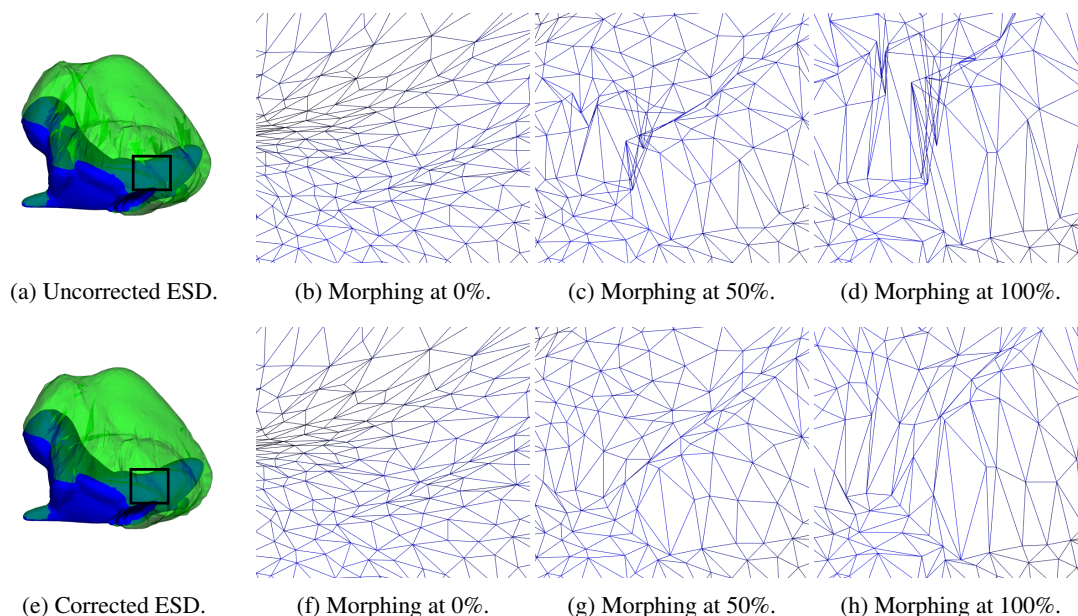 (a) Uncorrected ESD.
(b) Morphing at 0%.
(c) Morphing at 50%.
(d) Morphing at 100%.
(e) Corrected ESD.
(f) Morphing at 0%.
(g) Morphing at 50%.
(h) Morphing at 100%.